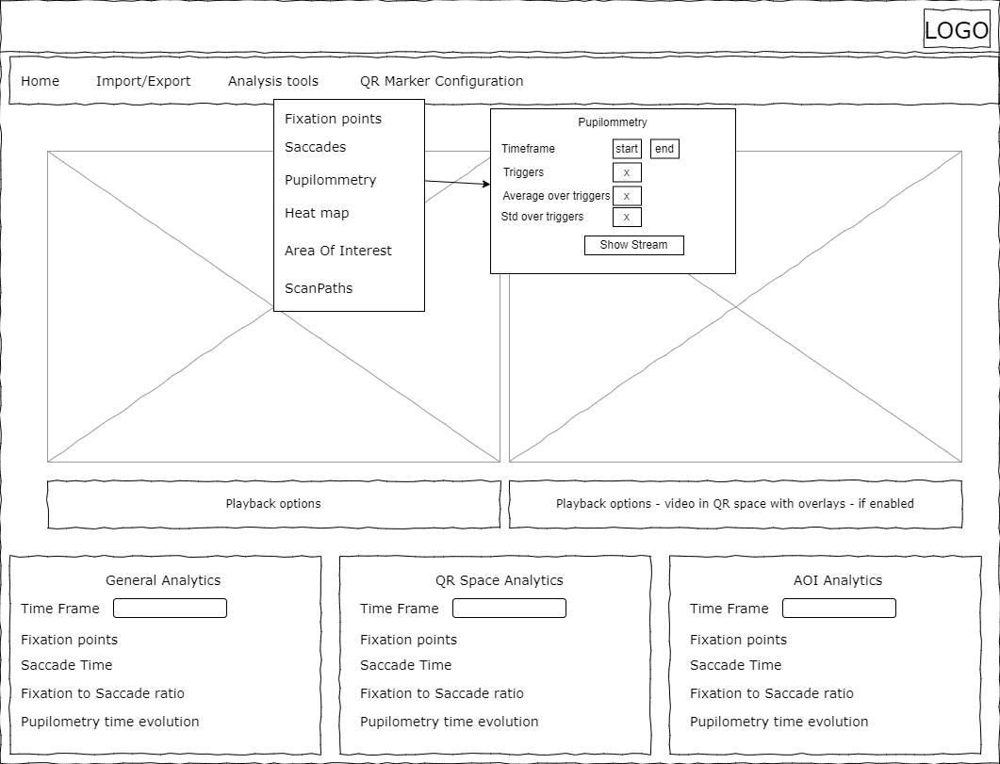 LOGO
Home Import/Export Analysis tools QR Marker Configuration
Fixation points
Saccades
Pupilommetry
Heat map
Area Of Interest
ScanPaths
Pupilommetry
Timeframe start end
Triggers x
Average over triggers x
Std over triggers x
Show Stream
Playback options
Playback options - video in QR space with overlays - if enabled
General Analytics
Time Frame
Fixation points
Saccade Time
Fixation to Saccade ratio
Pupilometry time evolution
QR Space Analytics
Time Frame
Fixation points
Saccade Time
Fixation to Saccade ratio
Pupilometry time evolution
AOI Analytics
Time Frame
Fixation points
Saccade Time
Fixation to Saccade ratio
Pupilometry time evolution